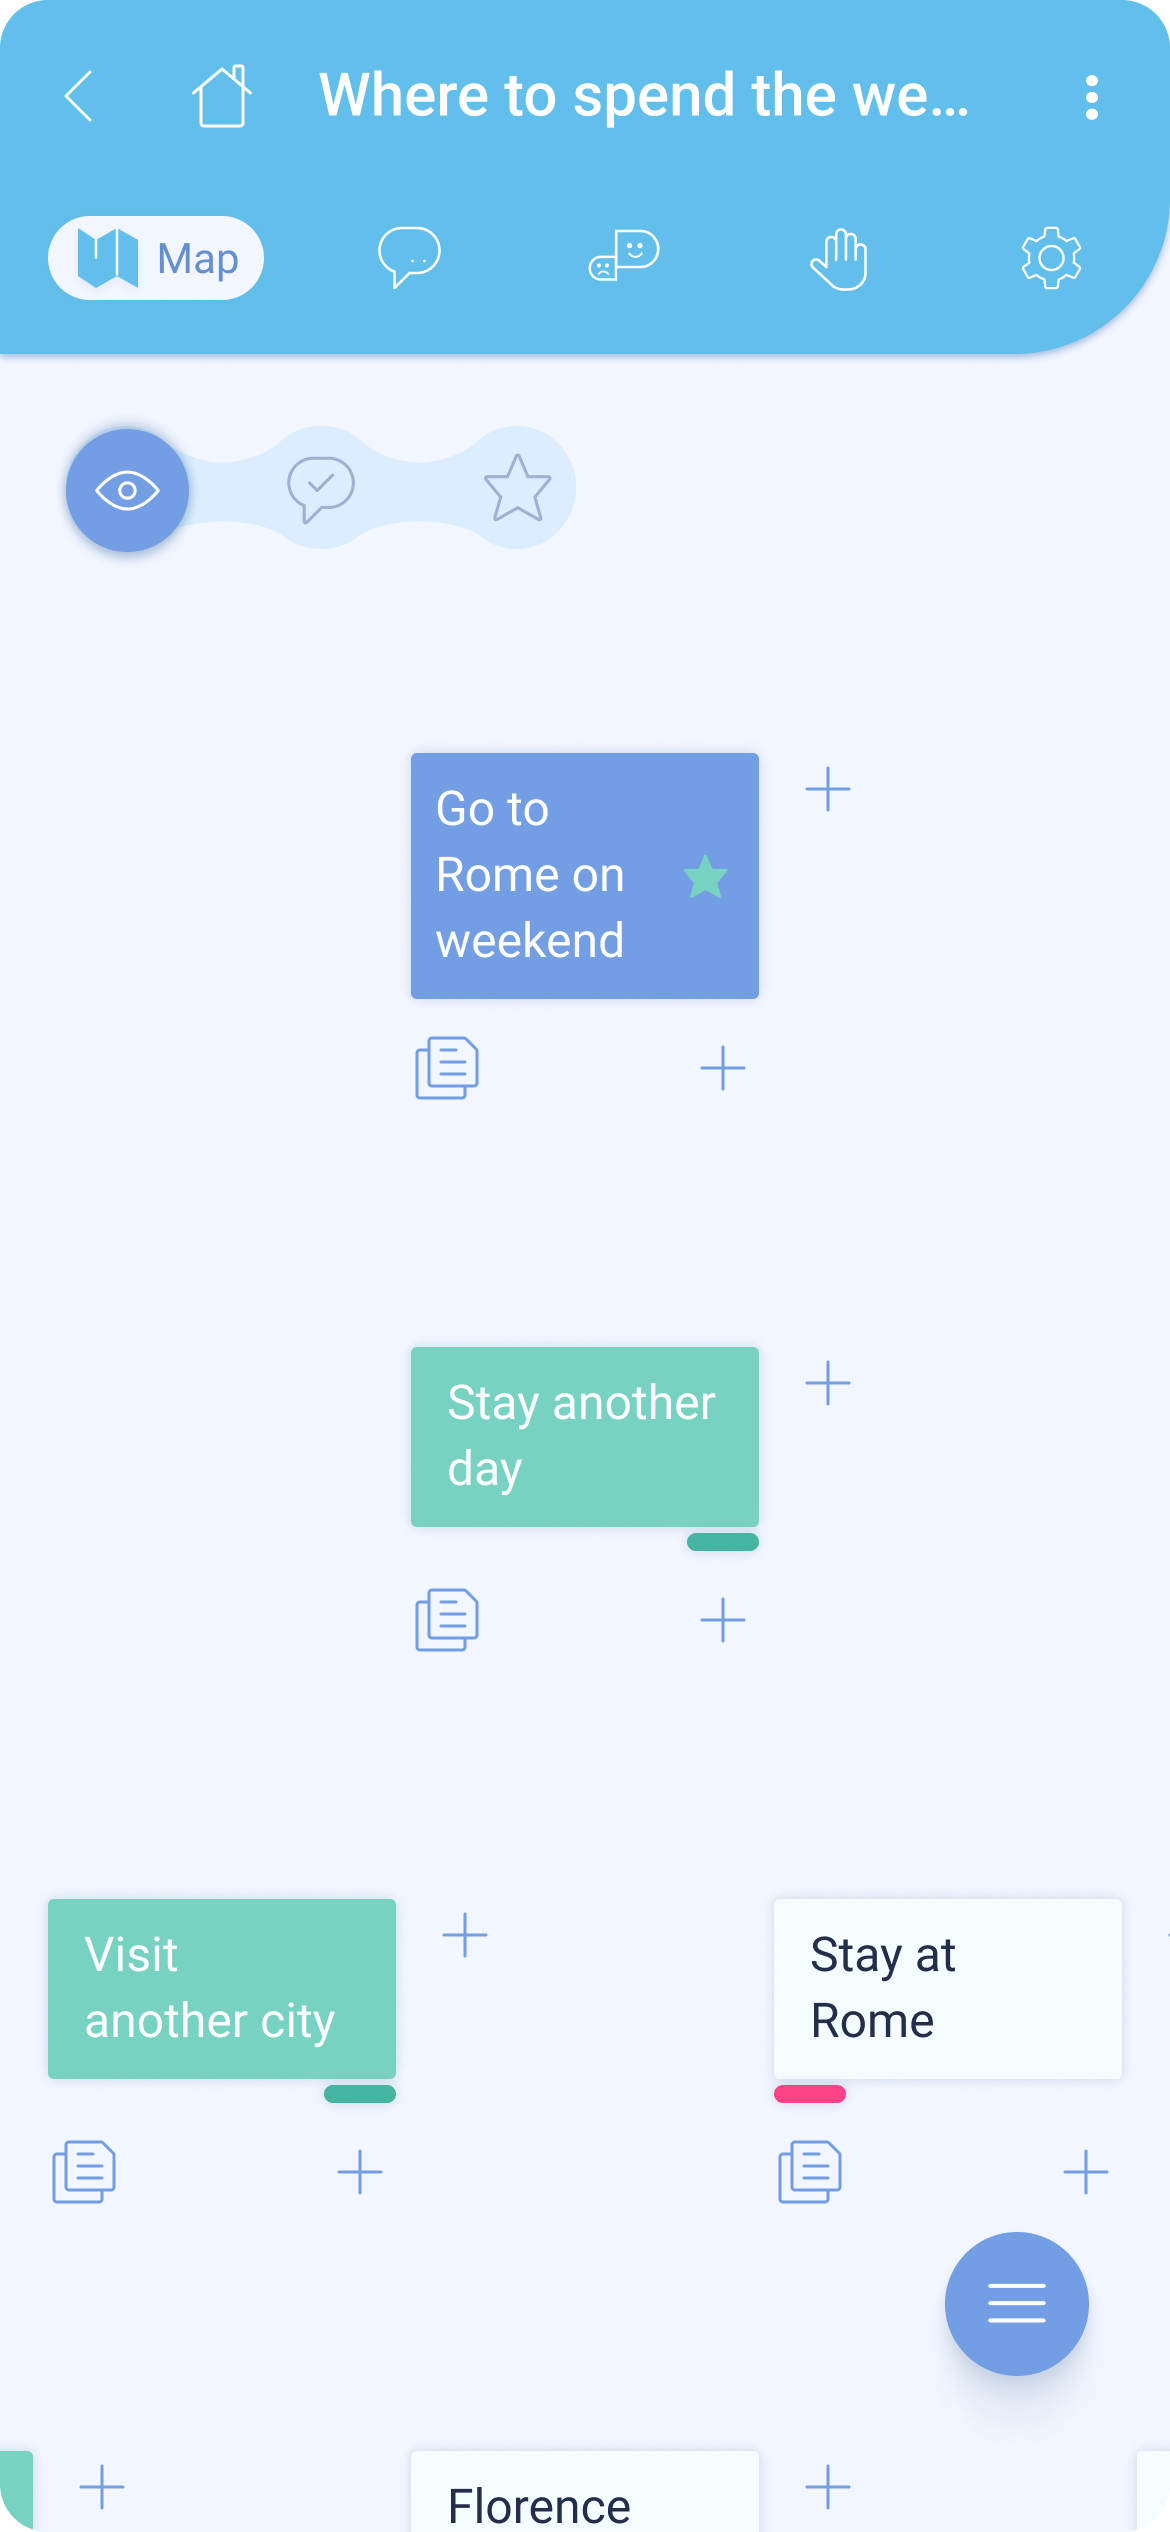 Where to spend the we...
Map
Go to
Rome on
weekend
Stay another
day
Visit
another city
Stay at
Rome
Florence